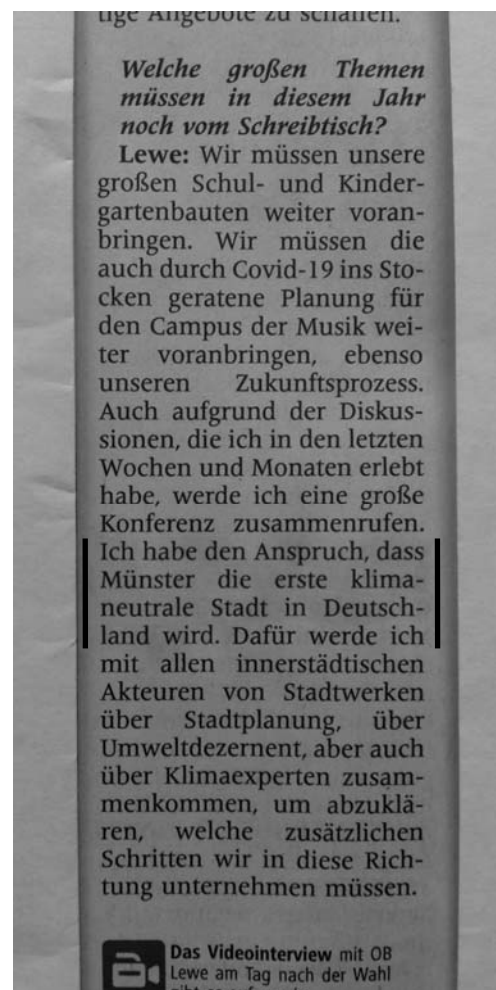 tige Angebote zu schaffen.
Welche großen Themen
müssen in diesem Jahr
noch vom Schreibtisch?
Lewe: Wir müssen unsere
großen Schul- und Kinder-
gartenbauten weiter voran-
bringen. Wir müssen die
auch durch Covid-19 ins Sto-
cken geratene Planung für
den Campus der Musik wei-
ter voranbringen, ebenso
unseren Zukunftsprozess.
Auch aufgrund der Diskus-
sionen, die ich in den letzten
Wochen und Monaten erlebt
habe, werde ich eine große
Konferenz zusammenrufen.
Ich habe den Anspruch, dass
Münster die erste klima-
neutrale Stadt in Deutsch-
land wird. Dafür werde ich
mit allen innerstädtischen
Akteuren von Stadtwerken
über Stadtplanung, über
Umweltdezernent, aber auch
über Klimaexperten zusam-
menkommen, um abzuklä-
ren, welche zusätzlichen
Schritten wir in diese Rich-
tung unternehmen müssen.
Das Videointerview mit OB
Lewe am Tag nach der Wahl